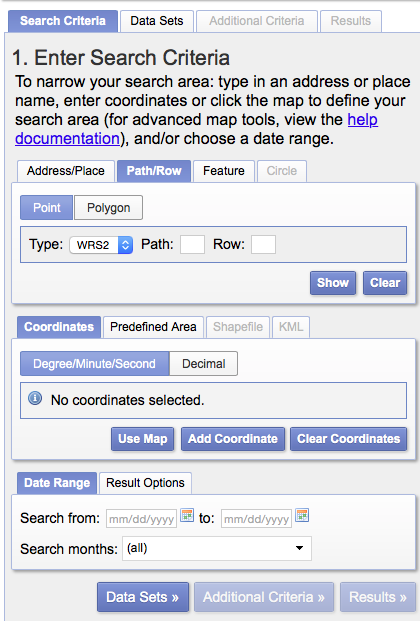 Search Criteria Data Sets Additional Criteria Results
1. Enter Search Criteria
To narrow your search area: type in an address or place
name, enter coordinates or click the map to define your
search area (for advanced map tools, view the help
documentation), and/or choose a date range.
Address/Place Path/Row Feature Circle
Point Polygon
Type: WRS2 Path: Row:
Show Clear
Coordinates Predefined Area Shapefile KML
Degree/Minute/Second Decimal
i No coordinates selected.
Use Map Add Coordinate Clear Coordinates
Date Range Result Options
Search from: mm/dd/yyyy to: mm/dd/yyyy
Search months: (all)
Data Sets » Additional Criteria » Results »